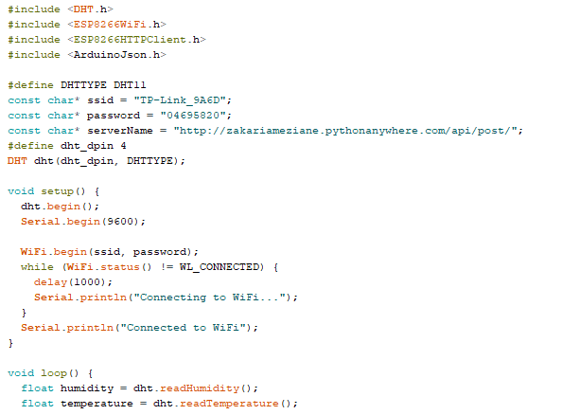 #include <DHT.h>
#include <ESP8266WiFi.h>
#include <ESP8266HTTPClient.h>
#include <ArduinoJson.h>

#define DHTTYPE DHT11
const char* ssid = "TP-Link_9A6D";
const char* password = "04695820";
const char* serverName = "http://zakariameziane.pythonanywhere.com/api/post/";
#define dht_dpin 4
DHT dht(dht_dpin, DHTTYPE);

void setup() {
  dht.begin();
  Serial.begin(9600);

  WiFi.begin(ssid, password);
  while (WiFi.status() != WL_CONNECTED) {
    delay(1000);
    Serial.println("Connecting to WiFi...");
  }
  Serial.println("Connected to WiFi");
}

void loop() {
  float humidity = dht.readHumidity();
  float temperature = dht.readTemperature();